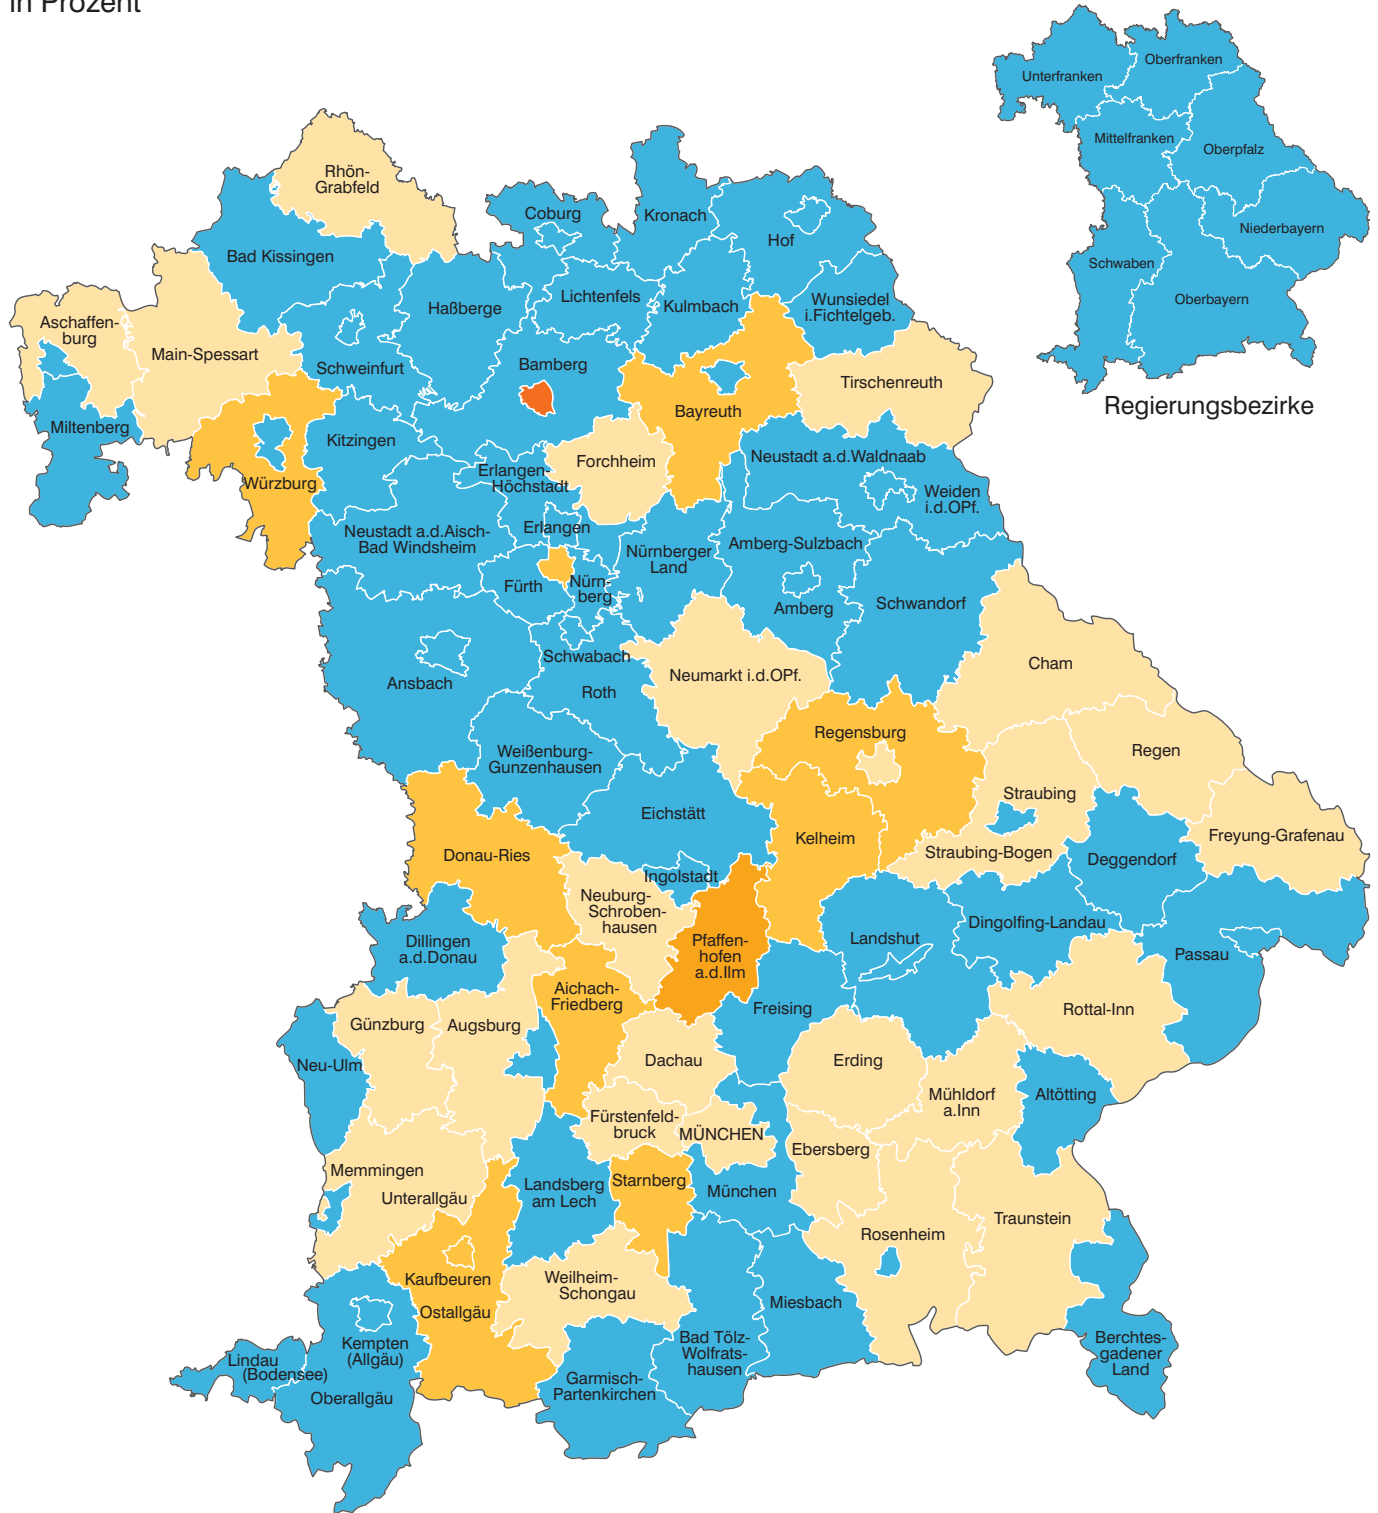 in Prozent
Unterfranken
Oberfranken
Mittelfranken
Oberpfalz
Niederbayern
Schwaben
Oberbayern
Regierungsbezirke
Rhön-
Grabfeld
Bad Kissingen
Coburg
Kronach
Hof
Lichtenfels
Kulmbach
Wunsiedel
i.Fichtelgeb.
Haßberge
Aschaffen-
burg
Main-Spessart
Schweinfurt
Bamberg
Tirschenreuth
Bayreuth
Miltenberg
Kitzingen
Würzburg
Forchheim
Erlangen-
Höchstadt
Neustadt a.d.Waldnaab
Weiden
i.d.OPf.
Neustadt a.d.Aisch-
Bad Windsheim
Erlangen
Nürnberger
Land
Amberg-Sulzbach
Fürth
Nürn-
berg
Amberg
Schwandorf
Schwabach
Ansbach
Roth
Neumarkt i.d.OPf.
Cham
Regensburg
Regen
Weißenburg-
Gunzenhausen
Straubing
Eichstätt
Kelheim
Freyung-Grafenau
Donau-Ries
Straubing-Bogen
Deggendorf
Ingolstadt
Neuburg-
Schroben-
hausen
Dingolfing-Landau
Dillingen
a.d.Donau
Pfaffen-
hofen
a.d.Ilm
Landshut
Passau
Aichach-
Friedberg
Freising
Rottal-Inn
Günzburg
Augsburg
Neu-Ulm
Dachau
Erding
Mühldorf
a.Inn
Altötting
Fürstenfeld-
bruck
MÜNCHEN
Ebersberg
Memmingen
Unterallgäu
Landsberg
am Lech
Starnberg
München
Traunstein
Rosenheim
Kaufbeuren
Ostallgäu
Weilheim-
Schongau
Miesbach
Kempten
(Allgäu)
Bad Tölz-
Wolfrats-
hausen
Berchtes-
gadener
Land
Lindau
(Bodensee)
Oberallgäu
Garmisch-
Partenkirchen